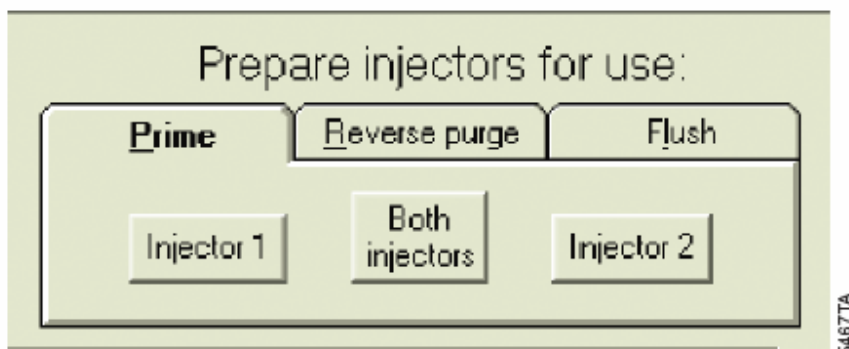 Prepare injectors for use:
Prime
Reverse purge
Flush
Injector 1
Both
injectors
Injector 2